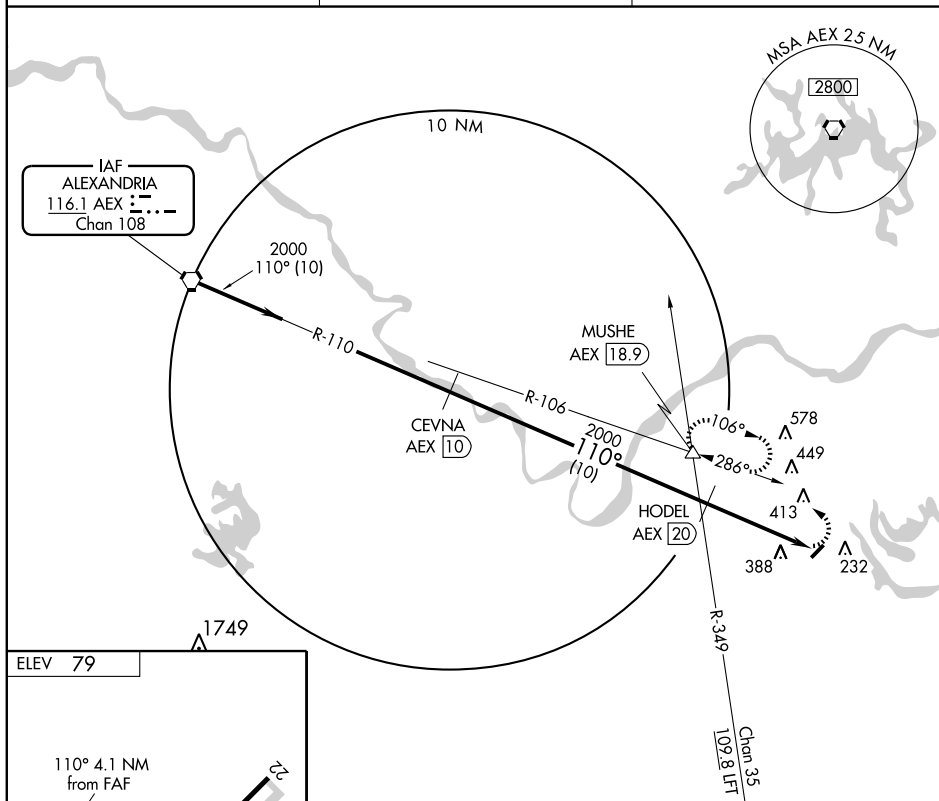 MSA AEX 25 NM
2800
10 NM
IAF
ALEXANDRIA
116.1 AEX
Chan 108
2000
110° (10)
R-110
MUSHE
AEX 18.9
R-106
CEVNA
AEX 10
2000
110°
(10)
106°
286°
578
449
413
HODEL
AEX 20
388
232
R-349
Chan 35
109.8 LFT
1749
ELEV 79
110° 4.1 NM
from FAF
22